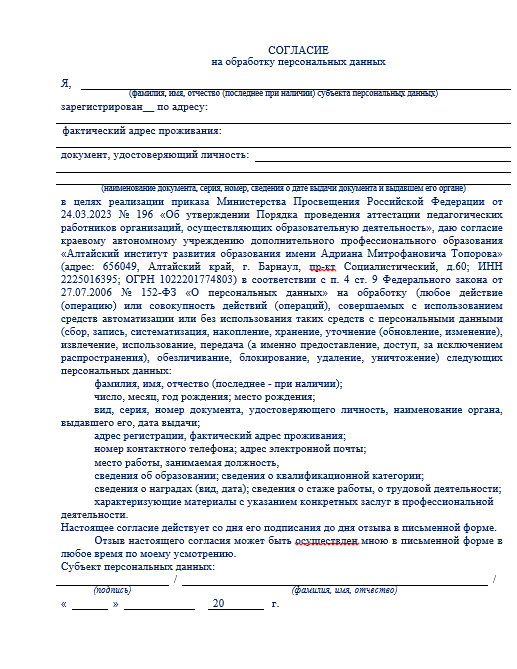 СОГЛАСИЕ
на обработку персональных данных
Я,
(фамилия, имя, отчество (последнее при наличии) субъекта персональных данных)
зарегистрирован__ по адресу:
фактический адрес проживания:
документ, удостоверяющий личность:
(наименование документа, серия, номер, сведения о дате выдачи документа и выдавшем его органе)
в целях реализации приказа Министерства Просвещения Российской Федерации от
24.03.2023 № 196 «Об утверждении Порядка проведения аттестации педагогических
работников организаций, осуществляющих образовательную деятельность», даю согласие
краевому автономному учреждению дополнительного профессионального образования
«Алтайский институт развития образования имени Адриана Митрофановича Топорова»
(адрес: 656049, Алтайский край, г. Барнаул, пр-кт Социалистический, д.60; ИНН
2225016395; ОГРН 1022201774803) в соответствии с п. 4 ст. 9 Федерального закона от
27.07.2006 № 152-ФЗ «О персональных данных» на обработку (любое действие
(операцию) или совокупность действий (операций), совершаемых с использованием
средств автоматизации или без использования таких средств с персональными данными
(сбор, запись, систематизация, накопление, хранение, уточнение (обновление, изменение),
извлечение, использование, передача (а именно предоставление, доступ, за исключением
распространения), обезличивание, блокирование, удаление, уничтожение) следующих
персональных данных:
фамилия, имя, отчество (последнее - при наличии);
число, месяц, год рождения; место рождения;
вид, серия, номер документа, удостоверяющего личность, наименование органа,
выдавшего его, дата выдачи;
адрес регистрации, фактический адрес проживания;
номер контактного телефона; адрес электронной почты;
место работы, занимаемая должность,
сведения об образовании; сведения о квалификационной категории;
сведения о наградах (вид, дата); сведения о стаже работы, о трудовой деятельности;
характеризующие материалы с указанием конкретных заслуг в профессиональной
деятельности.
Настоящее согласие действует со дня его подписания до дня отзыва в письменной форме.
Отзыв настоящего согласия может быть осуществлен мною в письменной форме в
любое время по моему усмотрению.
Субъект персональных данных:
/ /
(подпись) (фамилия, имя, отчество)
« ______ » ____________ 20 ______ г.